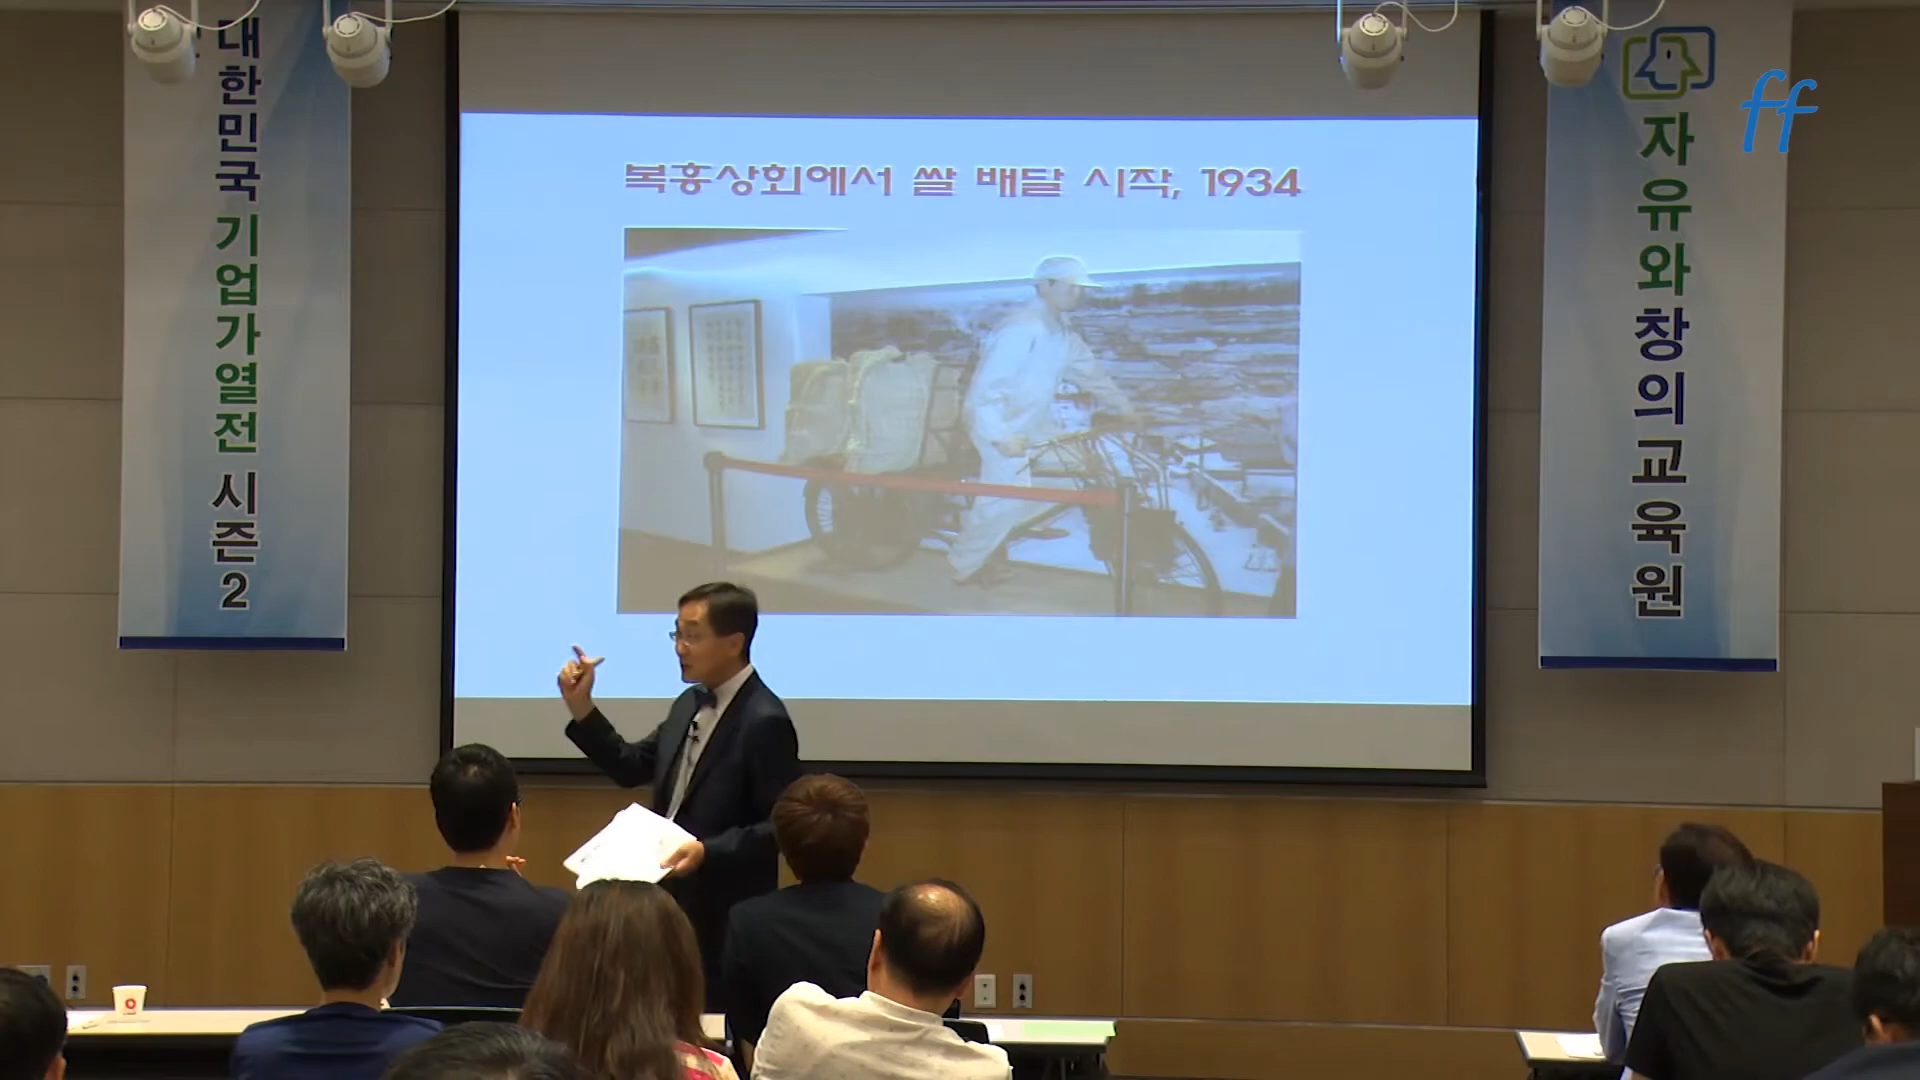 대한민국 기업가열전 시즌2
복흥상회에서 쌀 배달 시작, 1934
자유와창의교육원
ff